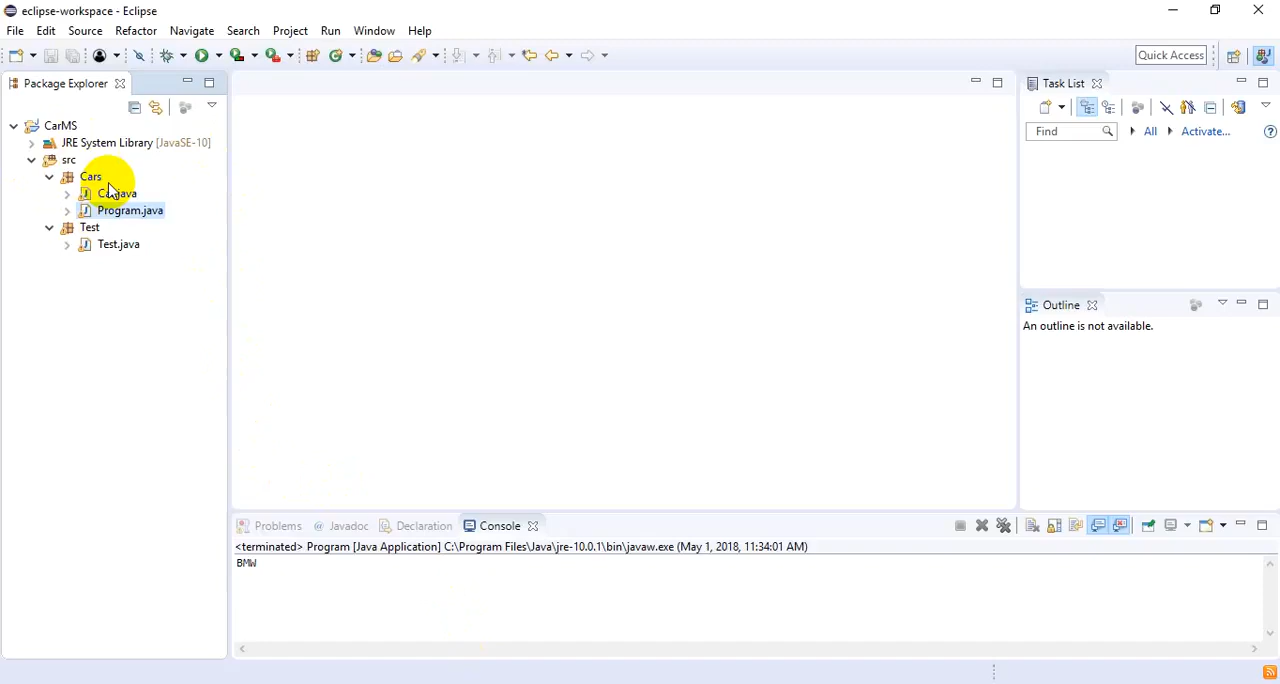 eclipse-workspace - Eclipse
File Edit Source Refactor Navigate Search Project Run Window Help
Quick Access
Package Explorer
CarMS
JRE System Library [JavaSE-10]
src
Cars
Program.java
Test
Test.java
Task List
Find All Activate...
Outline
An outline is not available.
Problems Javadoc Declaration Console
<terminated> Program [Java Application] C:\Program Files\Java\jre-10.0.1\bin\javaw.exe (May 1, 2018, 11:34:01 AM)
BMW